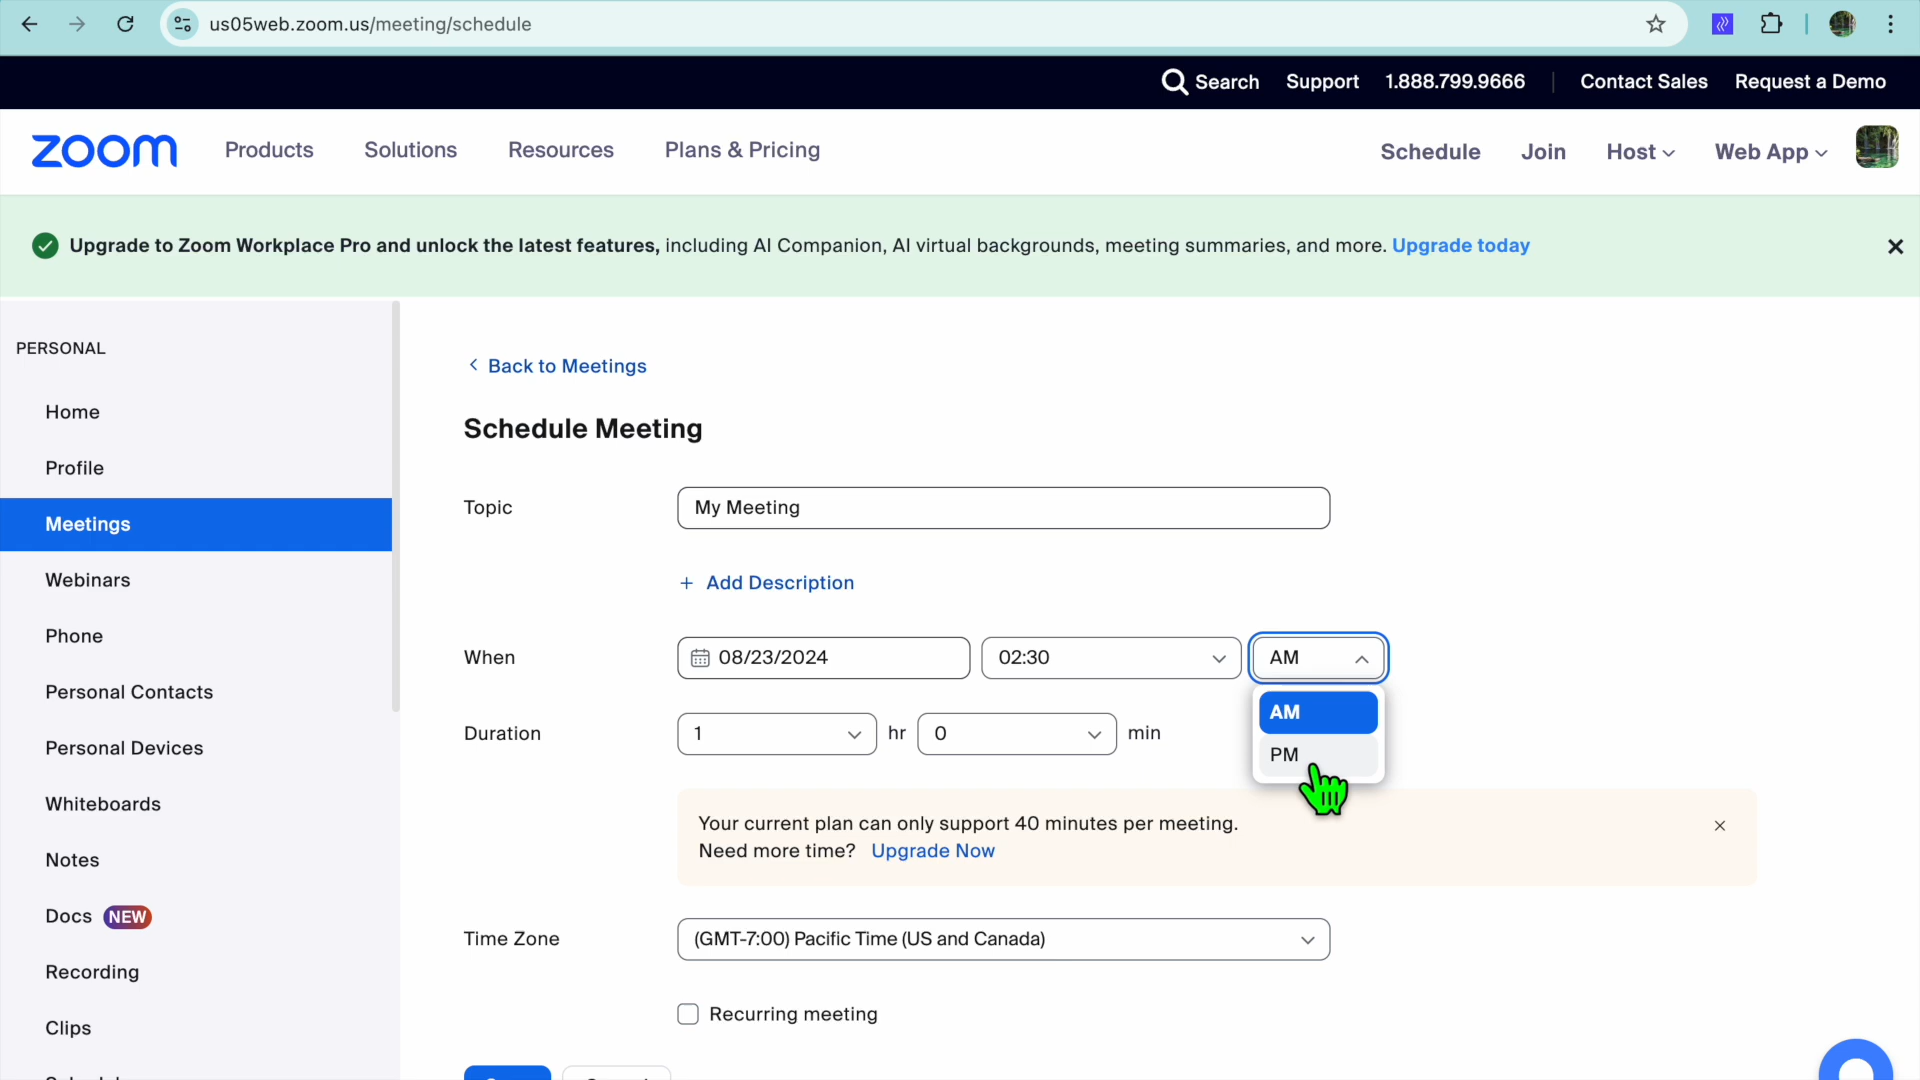 us05web.zoom.us/meeting/schedule
Search Support 1.888.799.9666 Contact Sales Request a Demo
zoom Products Solutions Resources Plans & Pricing Schedule Join Host Web App
Upgrade to Zoom Workplace Pro and unlock the latest features, including AI Companion, AI virtual backgrounds, meeting summaries, and more. Upgrade today
PERSONAL
Home
Profile
Meetings
Webinars
Phone
Personal Contacts
Personal Devices
Whiteboards
Notes
Docs NEW
Recording
Clips
Back to Meetings
Schedule Meeting
Topic My Meeting
+ Add Description
When 08/23/2024 02:30 AM
AM
PM
Duration 1 hr 0 min
Your current plan can only support 40 minutes per meeting.
Need more time? Upgrade Now
Time Zone (GMT-7:00) Pacific Time (US and Canada)
Recurring meeting